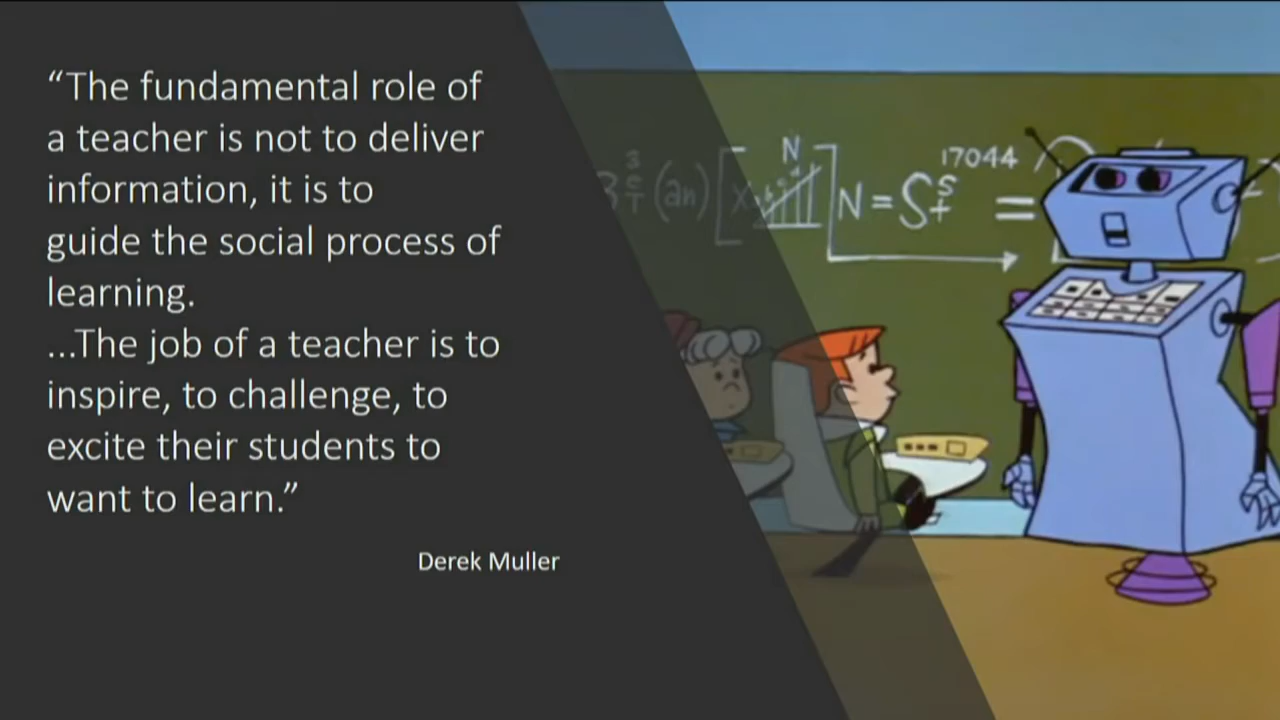 “The fundamental role of
a teacher is not to deliver
information, it is to
guide the social process of
learning.
...The job of a teacher is to
inspire, to challenge, to
excite their students to
want to learn.”
Derek Muller
(an)
N
N = S
17044
=